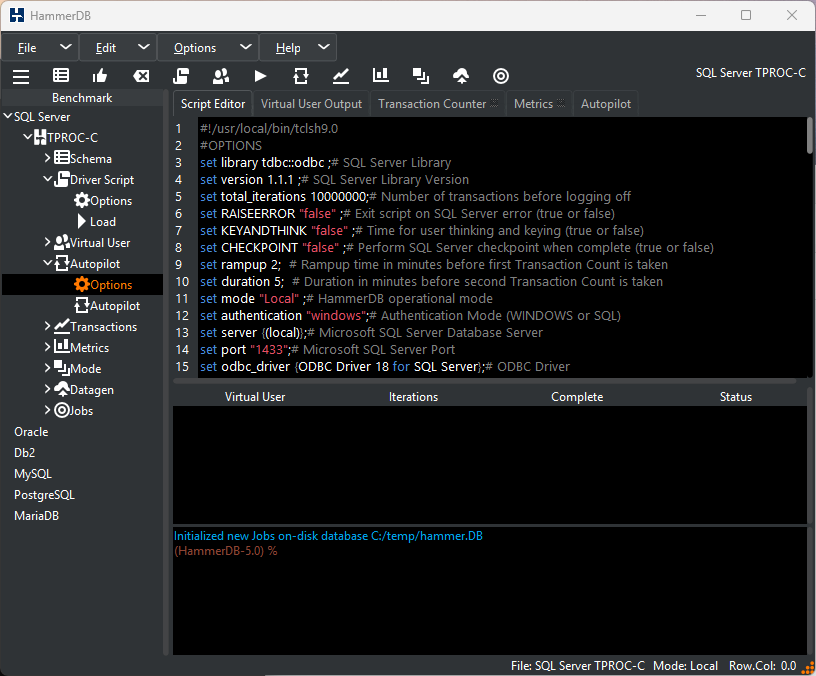 HammerDB
File Edit Options Help
SQL Server TPROC-C
Benchmark
SQL Server
TPROC-C
Schema
Driver Script
Options
Load
Virtual User
Autopilot
Options
Autopilot
Transactions
Metrics
Mode
Datagen
Jobs
Oracle
Db2
MySQL
PostgreSQL
MariaDB
Script Editor Virtual User Output Transaction Counter Metrics Autopilot
1 #!/usr/local/bin/tclsh9.0
2 #OPTIONS
3 set library tdbc::odbc ;# SQL Server Library
4 set version 1.1.1 ;# SQL Server Library Version
5 set total_iterations 10000000;# Number of transactions before logging off
6 set RAISEERROR "false" ;# Exit script on SQL Server error (true or false)
7 set KEYANDTHINK "false" ;# Time for user thinking and keying (true or false)
8 set CHECKPOINT "false" ;# Perform SQL Server checkpoint when complete (true or false)
9 set rampup 2;  # Rampup time in minutes before first Transaction Count is taken
10 set duration 5;  # Duration in minutes before second Transaction Count is taken
11 set mode "Local" ;# HammerDB operational mode
12 set authentication "windows";# Authentication Mode (WINDOWS or SQL)
13 set server {(local)};# Microsoft SQL Server Database Server
14 set port "1433";# Microsoft SQL Server Port
15 set odbc_driver {ODBC Driver 18 for SQL Server};# ODBC Driver
Virtual User Iterations Complete Status
Initialized new Jobs on-disk database C:/temp/hammer.DB
(HammerDB-5.0) %
File: SQL Server TPROC-C Mode: Local Row.Col: 0.0